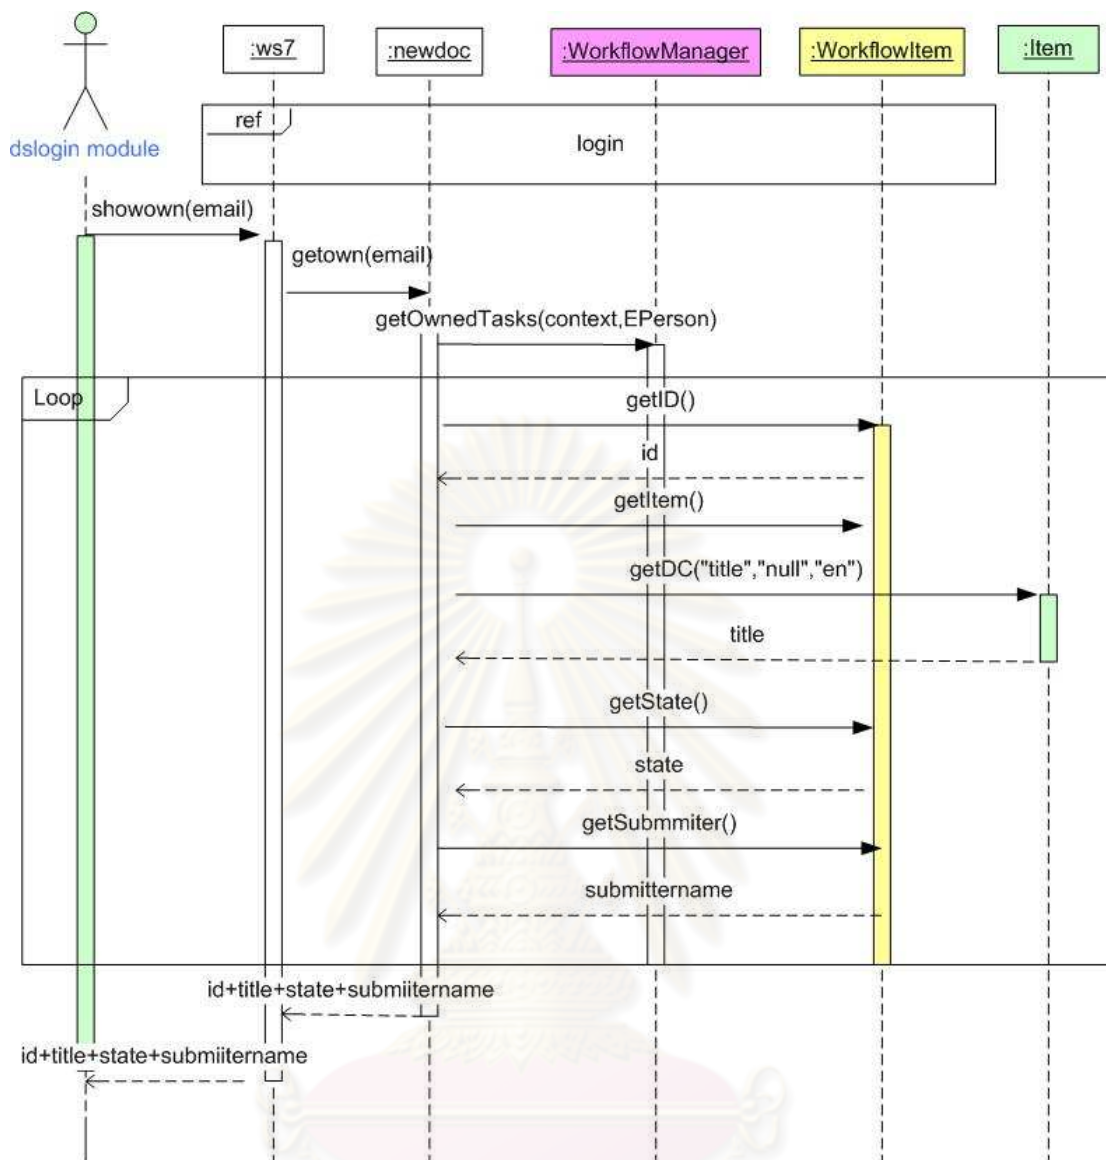 :ws7
:newdoc
:WorkflowManager
:WorkflowItem
:Item
ref
login
dslogin module
showown(email)
getown(email)
getOwnedTasks(context,EPerson)
Loop
getID()
id
getItem()
getDC("title","null","en")
title
getState()
state
getSubmmiter()
submittername
id+title+state+submiitername
id+title+state+submiitername